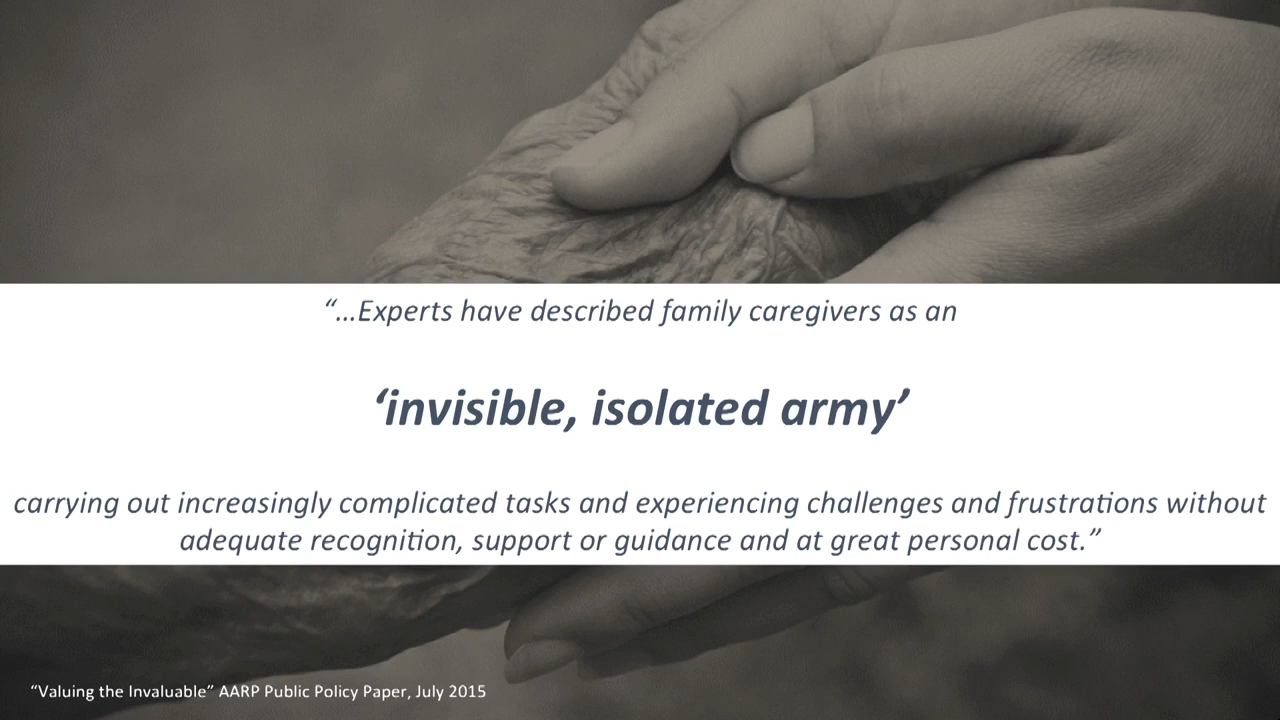 “...Experts have described family caregivers as an
‘invisible, isolated army’
carrying out increasingly complicated tasks and experiencing challenges and frustrations without
adequate recognition, support or guidance and at great personal cost.”
“Valuing the Invaluable” AARP Public Policy Paper, July 2015